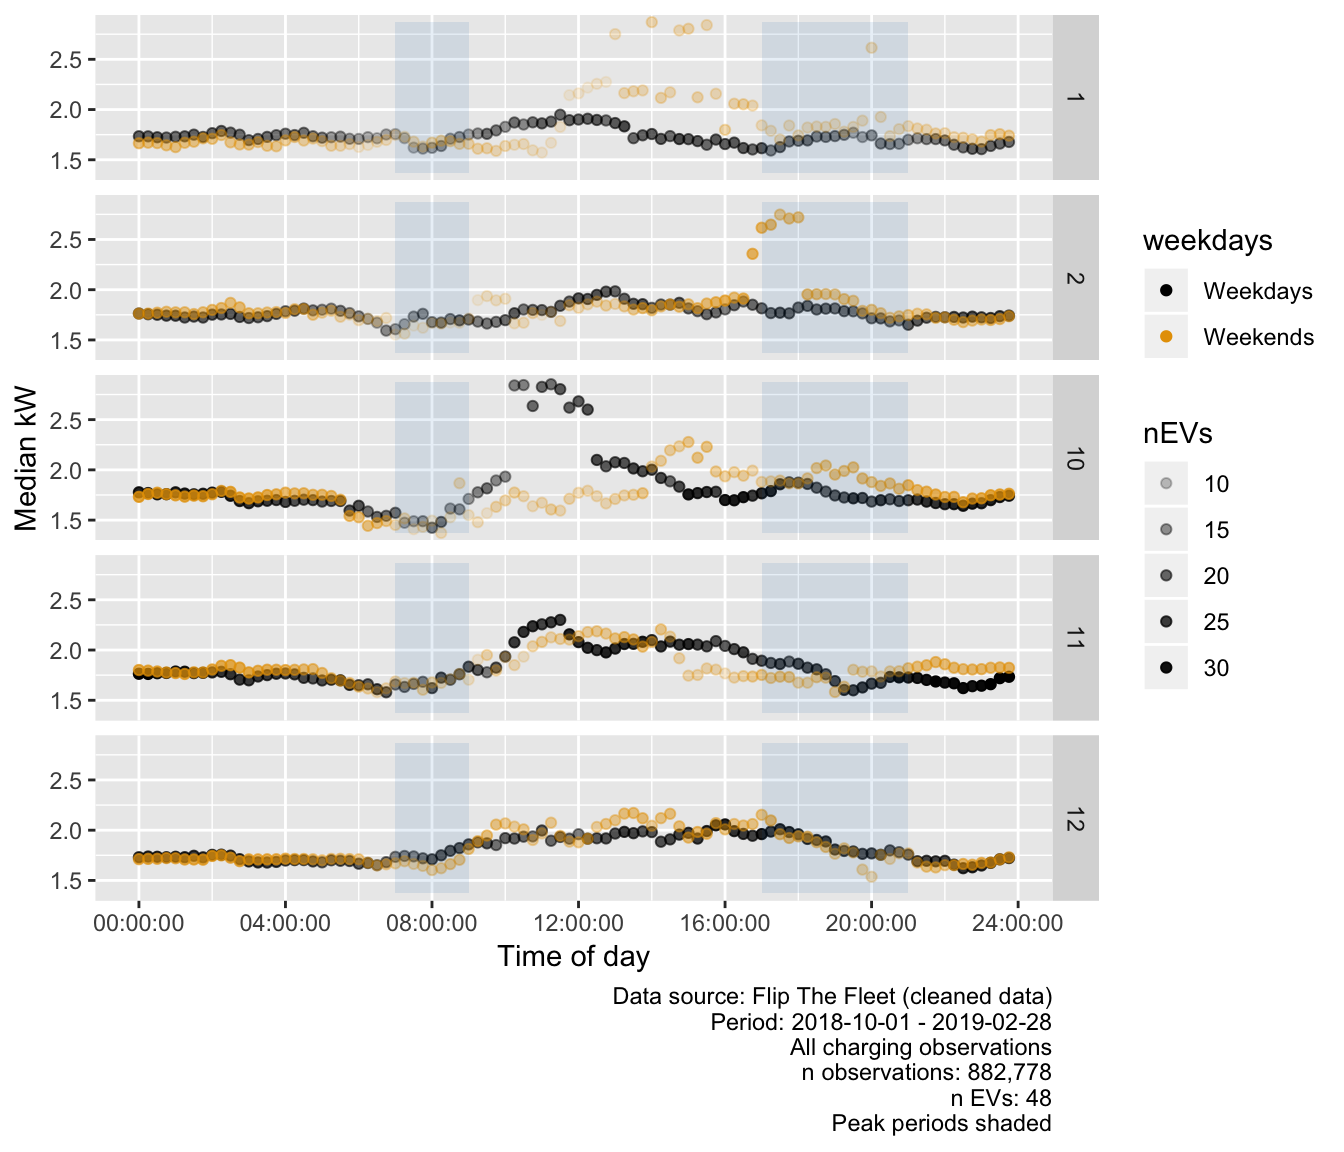 2.5
2.0
1.5
1
2.5
2.0
1.5
2
2.5
2.0
1.5
10
2.5
2.0
1.5
11
2.5
2.0
1.5
12
Median kW
00:00:00 04:00:00 08:00:00 12:00:00 16:00:00 20:00:00 24:00:00
Time of day
weekdays
Weekdays
Weekends
nEVs
10
15
20
25
30
Data source: Flip The Fleet (cleaned data)
Period: 2018-10-01 - 2019-02-28
All charging observations
n observations: 882,778
n EVs: 48
Peak periods shaded